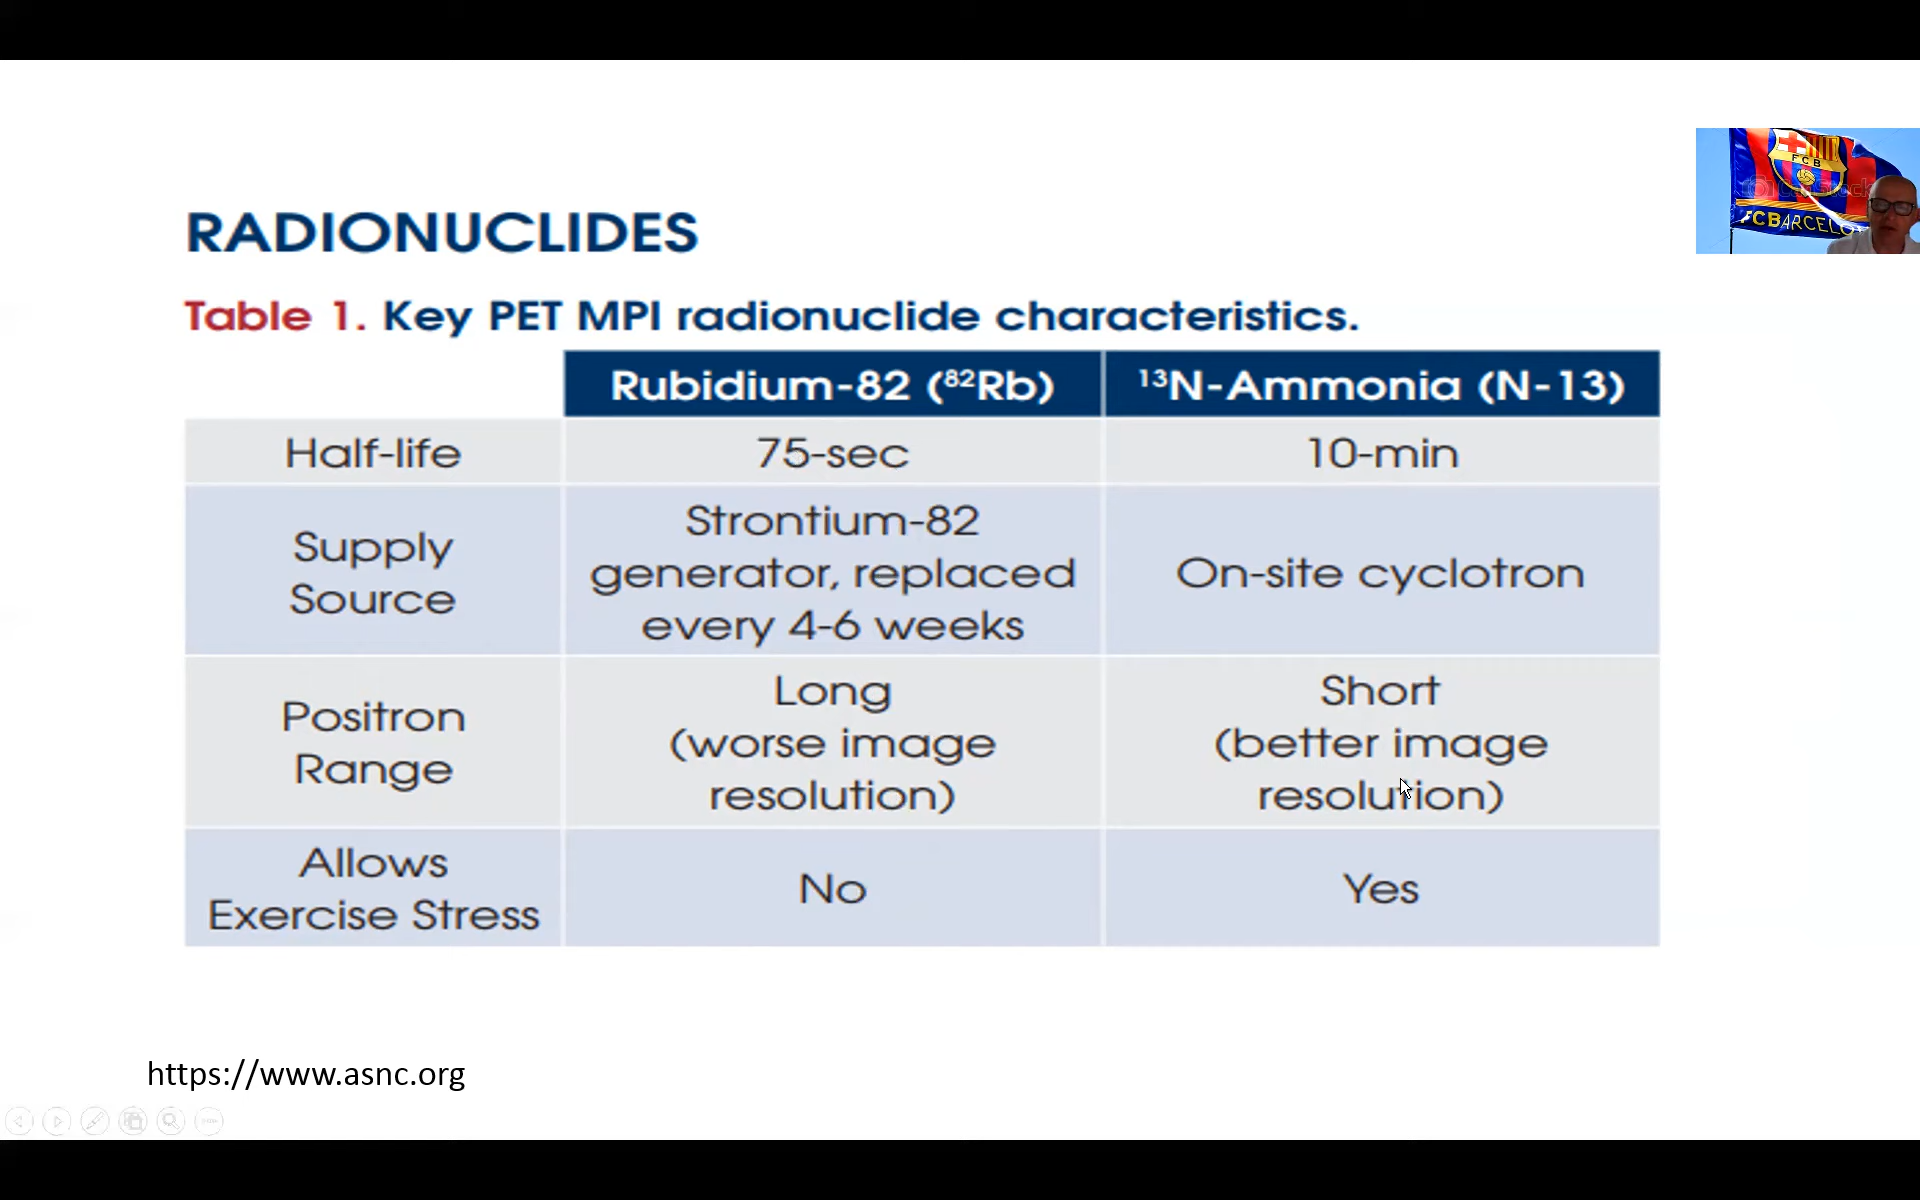 RADIONUCLIDES
Table 1. Key PET MPI radionuclide characteristics.
Rubidium-82 (⁸²Rb)
¹³N-Ammonia (N-13)
Half-life
75-sec
10-min
Supply
Source
Strontium-82
generator, replaced
every 4-6 weeks
On-site cyclotron
Positron
Range
Long
(worse image
resolution)
Short
(better image
resolution)
Allows
Exercise Stress
No
Yes
https://www.asnc.org
FCB